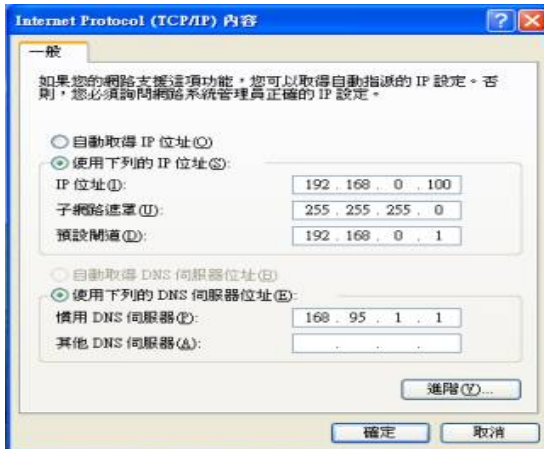 Internet Protocol (TCP/IP) 內容
一般
如果您的網路支援這項功能，您可以取得自動指派的 IP 設定。否
則，您必須詢問網路系統管理員正確的 IP 設定。
自動取得 IP 位址(O)
使用下列的 IP 位址(S):
IP 位址(I): 192 . 168 . 0 . 100
子網路遮罩(U): 255 . 255 . 255 . 0
預設閘道(D): 192 . 168 . 0 . 1
自動取得 DNS 伺服器位址(B)
使用下列的 DNS 伺服器位址(E):
慣用 DNS 伺服器(P): 168 . 95 . 1 . 1
其他 DNS 伺服器(A): . . .
進階(V)...
確定 取消